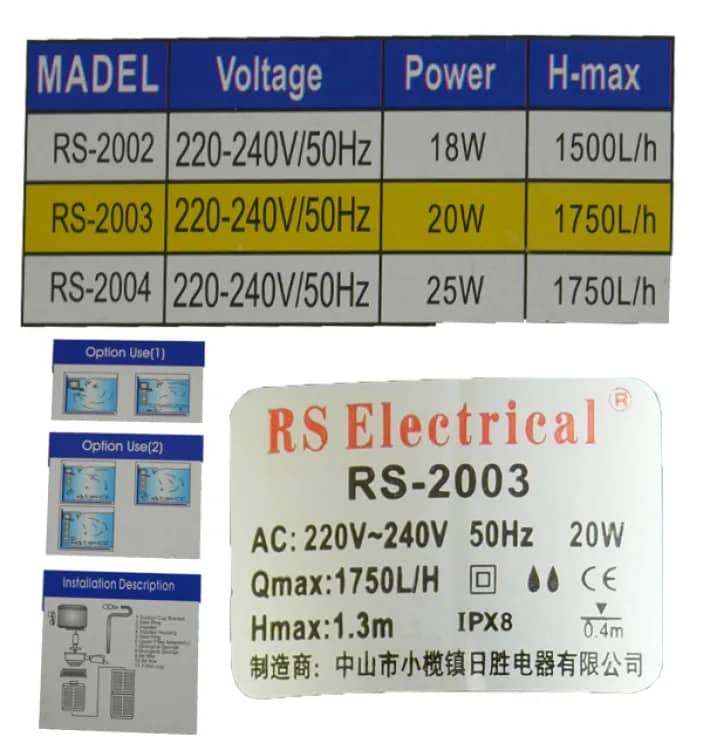 MADEL Voltage Power H-max
RS-2002 220-240V/50Hz 18W 1500L/h
RS-2003 220-240V/50Hz 20W 1750L/h
RS-2004 220-240V/50Hz 25W 1750L/h
Option Use(1)
Option Use(2)
Installation Description
RS Electrical®
RS-2003
AC: 220V~240V 50Hz 20W
Qmax:1750L/H CE
Hmax:1.3m IPX8 0.4m
制造商: 中山市小榄镇日胜电器有限公司